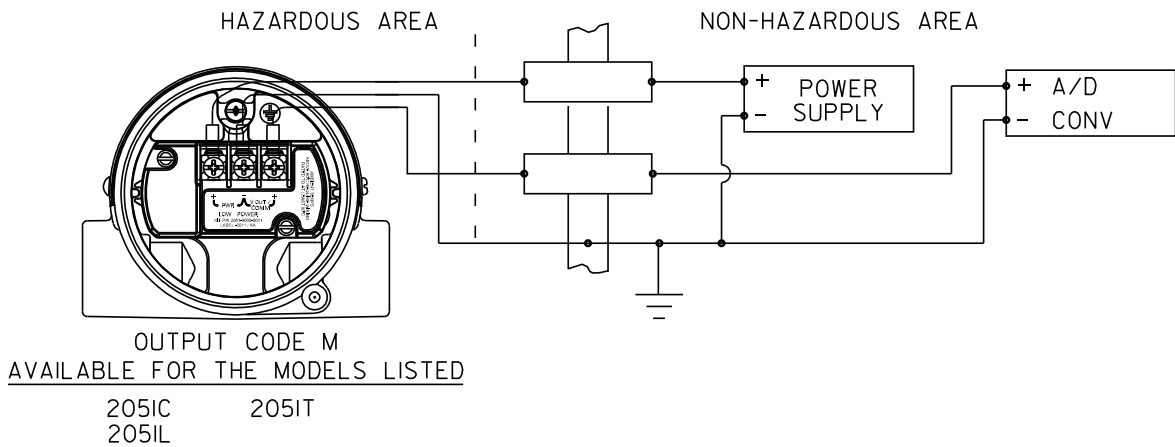 HAZARDOUS AREA
NON-HAZARDOUS AREA
+
POWER
SUPPLY
-
+ A/D
- CONV
+ - +
PWR V OUT / COMM
LOW POWER
OUTPUT CODE M
AVAILABLE FOR THE MODELS LISTED
2051C 2051T
2051L